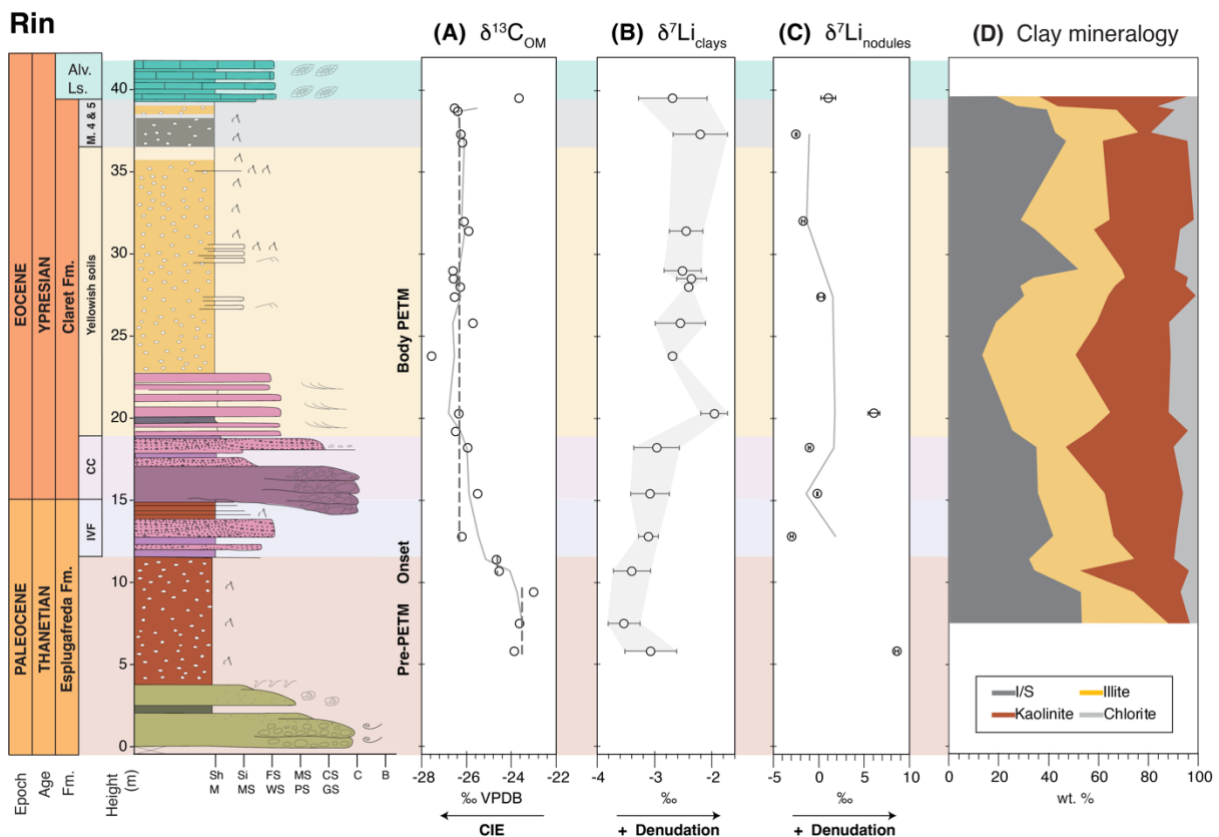 Rin
(A) δ13COM
(B) δ7Liclays
(C) δ7Linodules
(D) Clay mineralogy
EOCENE
YPRESIAN
Claret Fm.
Alv.
Ls.
M. 4 & 5
Yellowish soils
CC
IVF
PALEOCENE
THANETIAN
Esplugafreda Fm.
40
35
30
25
20
15
10
5
0
Body PETM
Onset
Pre-PETM
I/S
Illite
Kaolinite
Chlorite
Epoch
Age
Fm.
Height
(m)
Sh Si FS MS CS C B
M MS WS PS GS
-28 -26 -24 -22
‰ VPDB
CIE
-4 -3 -2
‰
+ Denudation
-5 0 5 10
‰
+ Denudation
0 20 40 60 80 100
wt. %